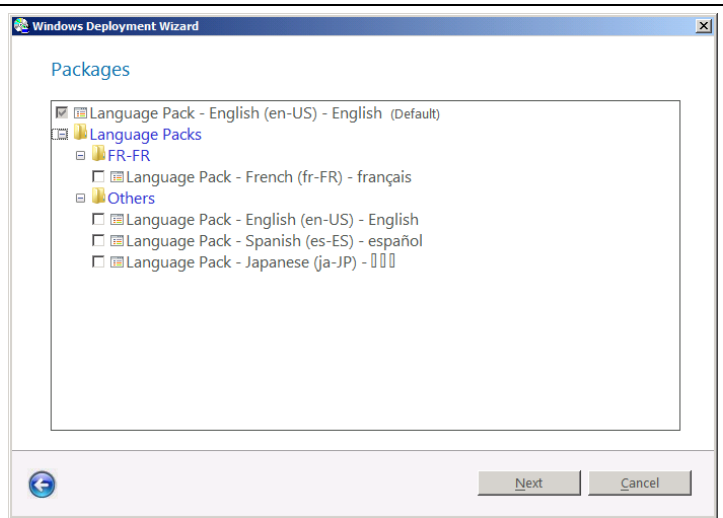 Windows Deployment Wizard
Packages
Language Pack - English (en-US) - English (Default)
Language Packs
FR-FR
Language Pack - French (fr-FR) - français
Others
Language Pack - English (en-US) - English
Language Pack - Spanish (es-ES) - español
Language Pack - Japanese (ja-JP) - ▯▯▯
Next
Cancel